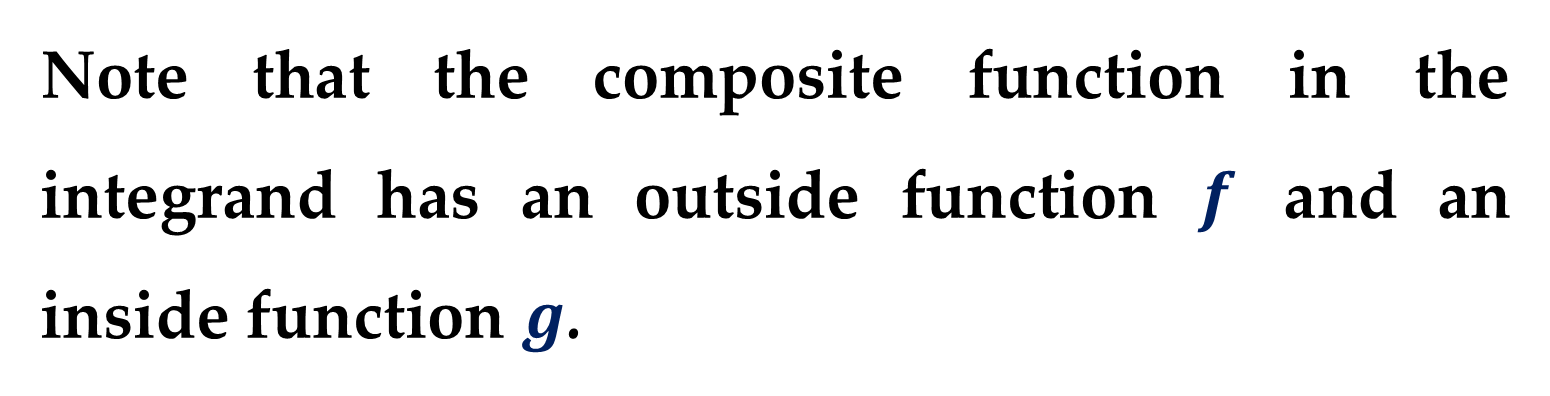 Note that the composite function in the
integrand has an outside function f and an
inside function g.